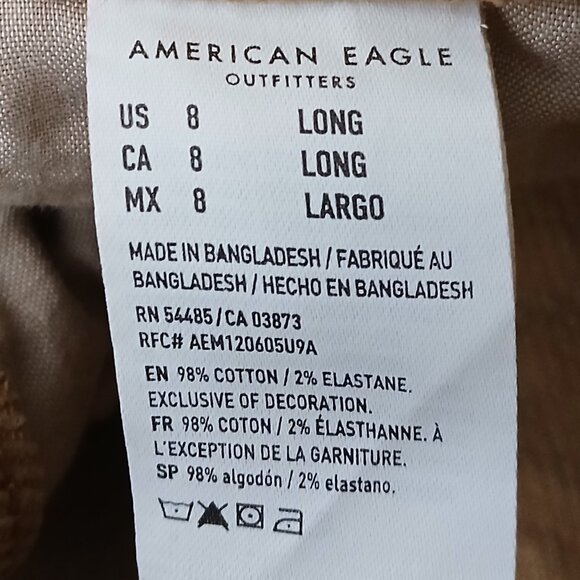 AMERICAN EAGLE
OUTFITTERS
US 8 LONG
CA 8 LONG
MX 8 LARGO
MADE IN BANGLADESH / FABRIQUÉ AU
BANGLADESH / HECHO EN BANGLADESH
RN 54485 / CA 03873
RFC# AEM120605U9A
EN 98% COTTON / 2% ELASTANE.
EXCLUSIVE OF DECORATION.
FR 98% COTON / 2% ÉLASTHANNE. À
L'EXCEPTION DE LA GARNITURE.
SP 98% algodón / 2% elastano.